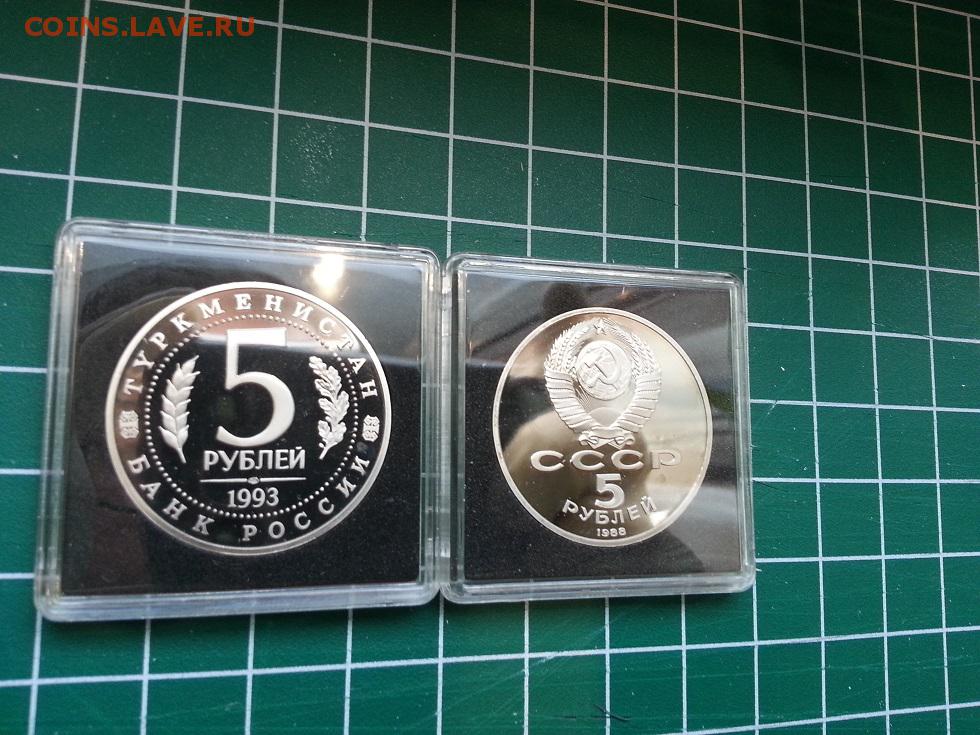 COINS.LAVE.RU
ТУРКМЕНИСТАН
5
РУБЛЕЙ
1993
БАНК РОССИИ
СССР
5
РУБЛЕЙ
1988